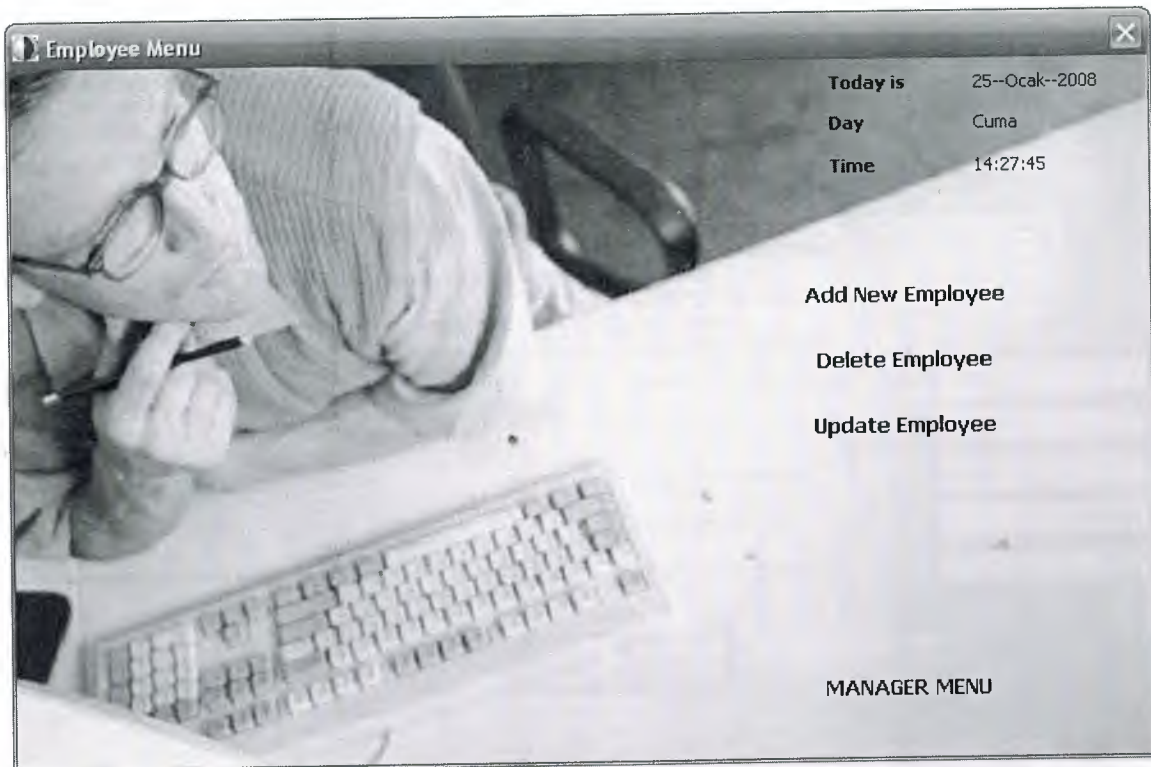 Employee Menu
Today is 25--Ocak--2008
Day Cuma
Time 14:27:45
Add New Employee
Delete Employee
Update Employee
MANAGER MENU